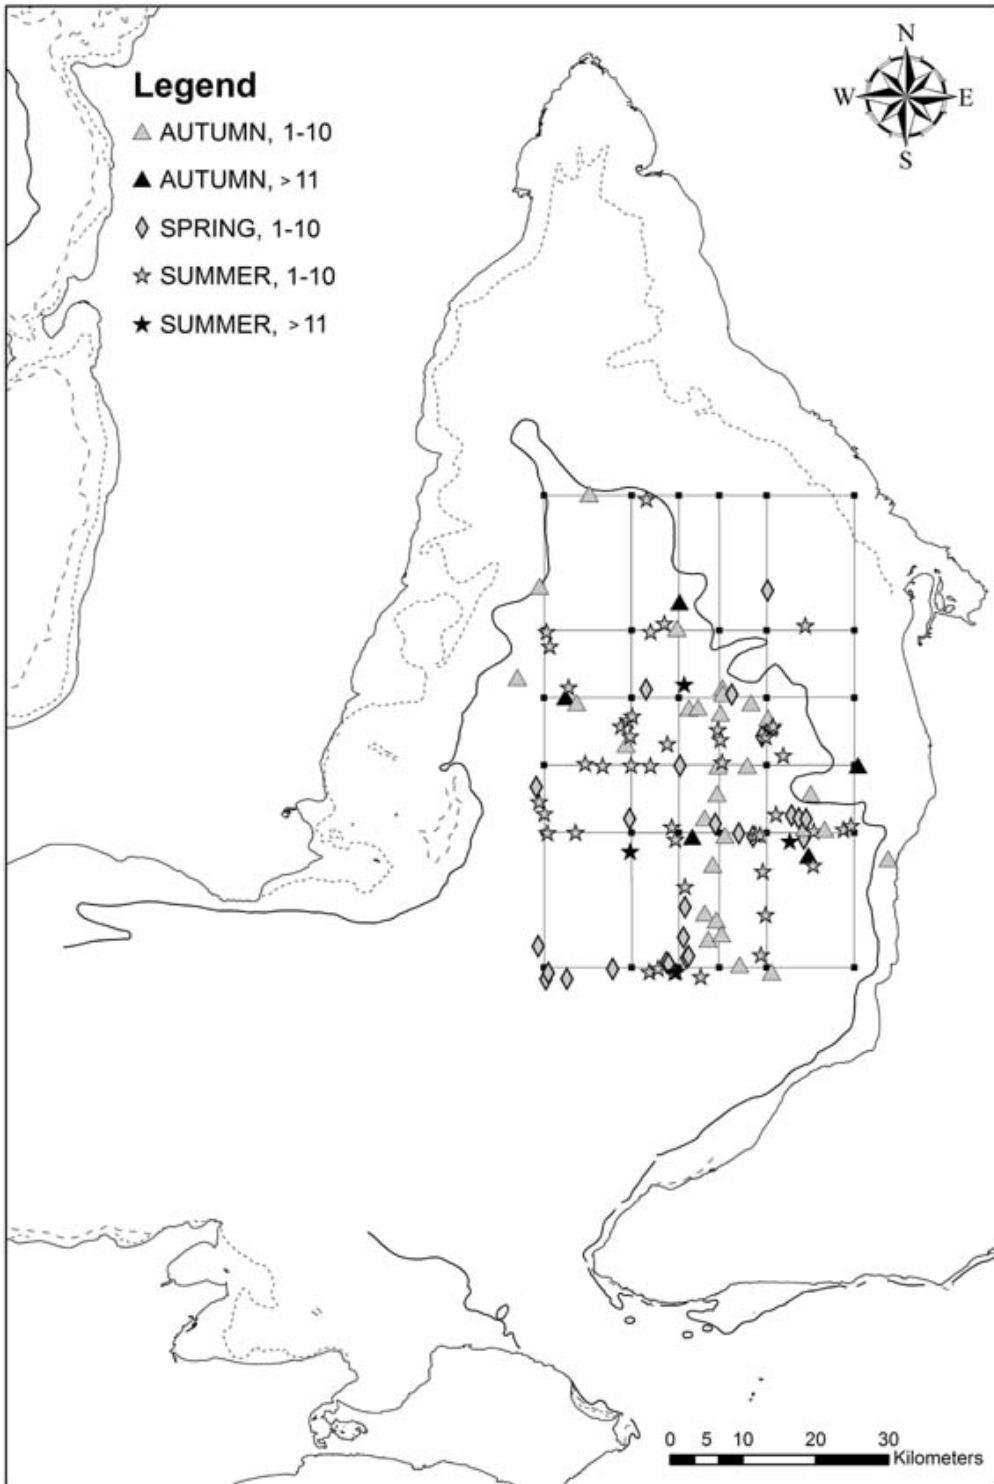 N
W E
S
Legend
AUTUMN, 1-10
AUTUMN, >11
SPRING, 1-10
SUMMER, 1-10
SUMMER, >11
0 5 10 20 30
Kilometers